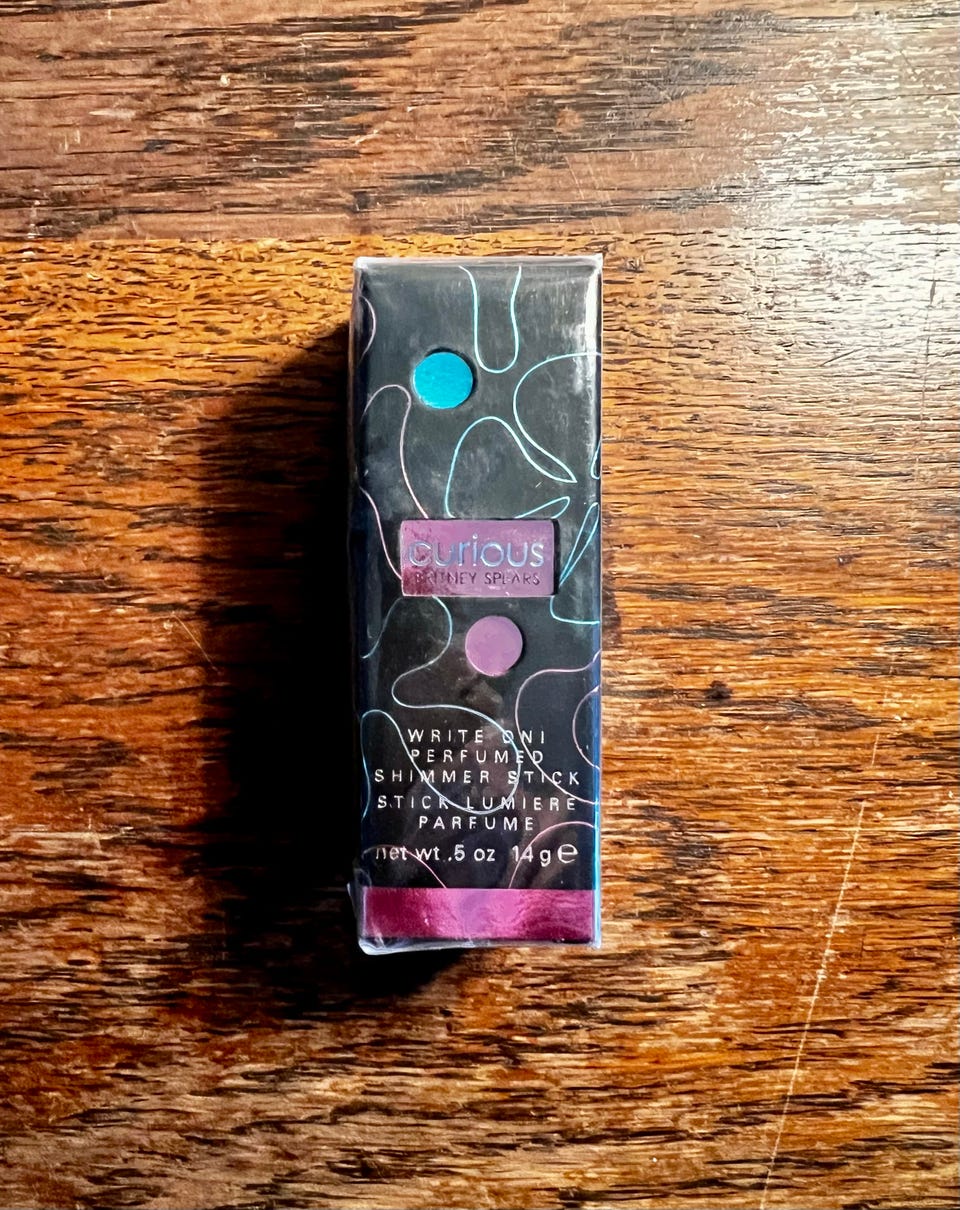 curious
BRITNEY SPEARS
WRITE ON!
PERFUMED
SHIMMER STICK
STICK LUMIERE
PARFUME
net wt .5 oz 14g e